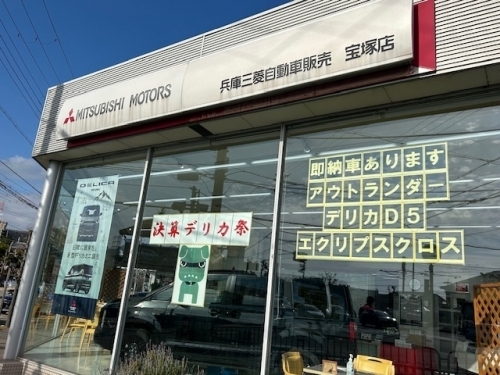 MITSUBISHI MOTORS
兵庫三菱自動車販売 宝塚店
DELICA
決算デリカ祭
即納車あります
アウトランダー
デリカD5
エクリプスクロス